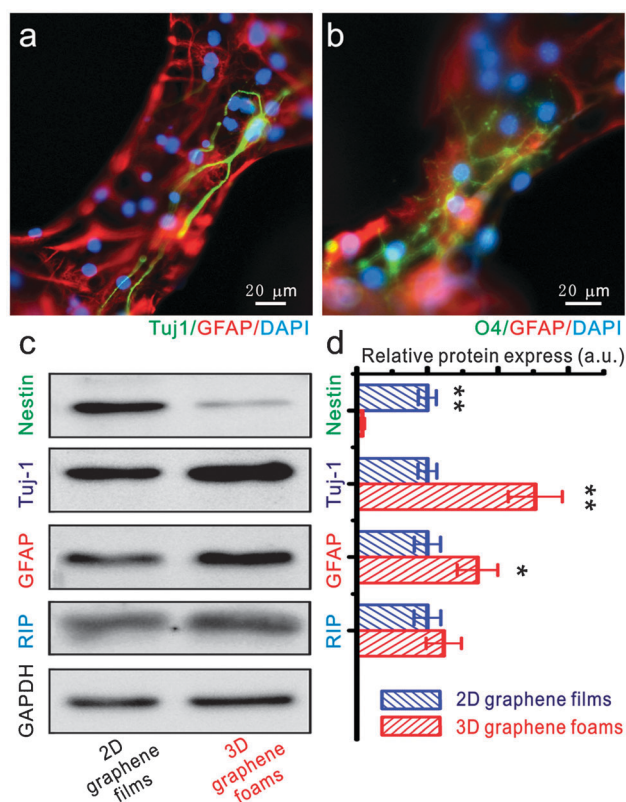 a
b
20 μm
20 μm
Tuj1/GFAP/DAPI
O4/GFAP/DAPI
c
d
Relative protein express (a.u.)
Nestin
Tuj-1
GFAP
RIP
GAPDH
2D
graphene
films
3D
graphene
foams
Nestin
**
Tuj-1
**
GFAP
*
RIP
2D graphene films
3D graphene foams